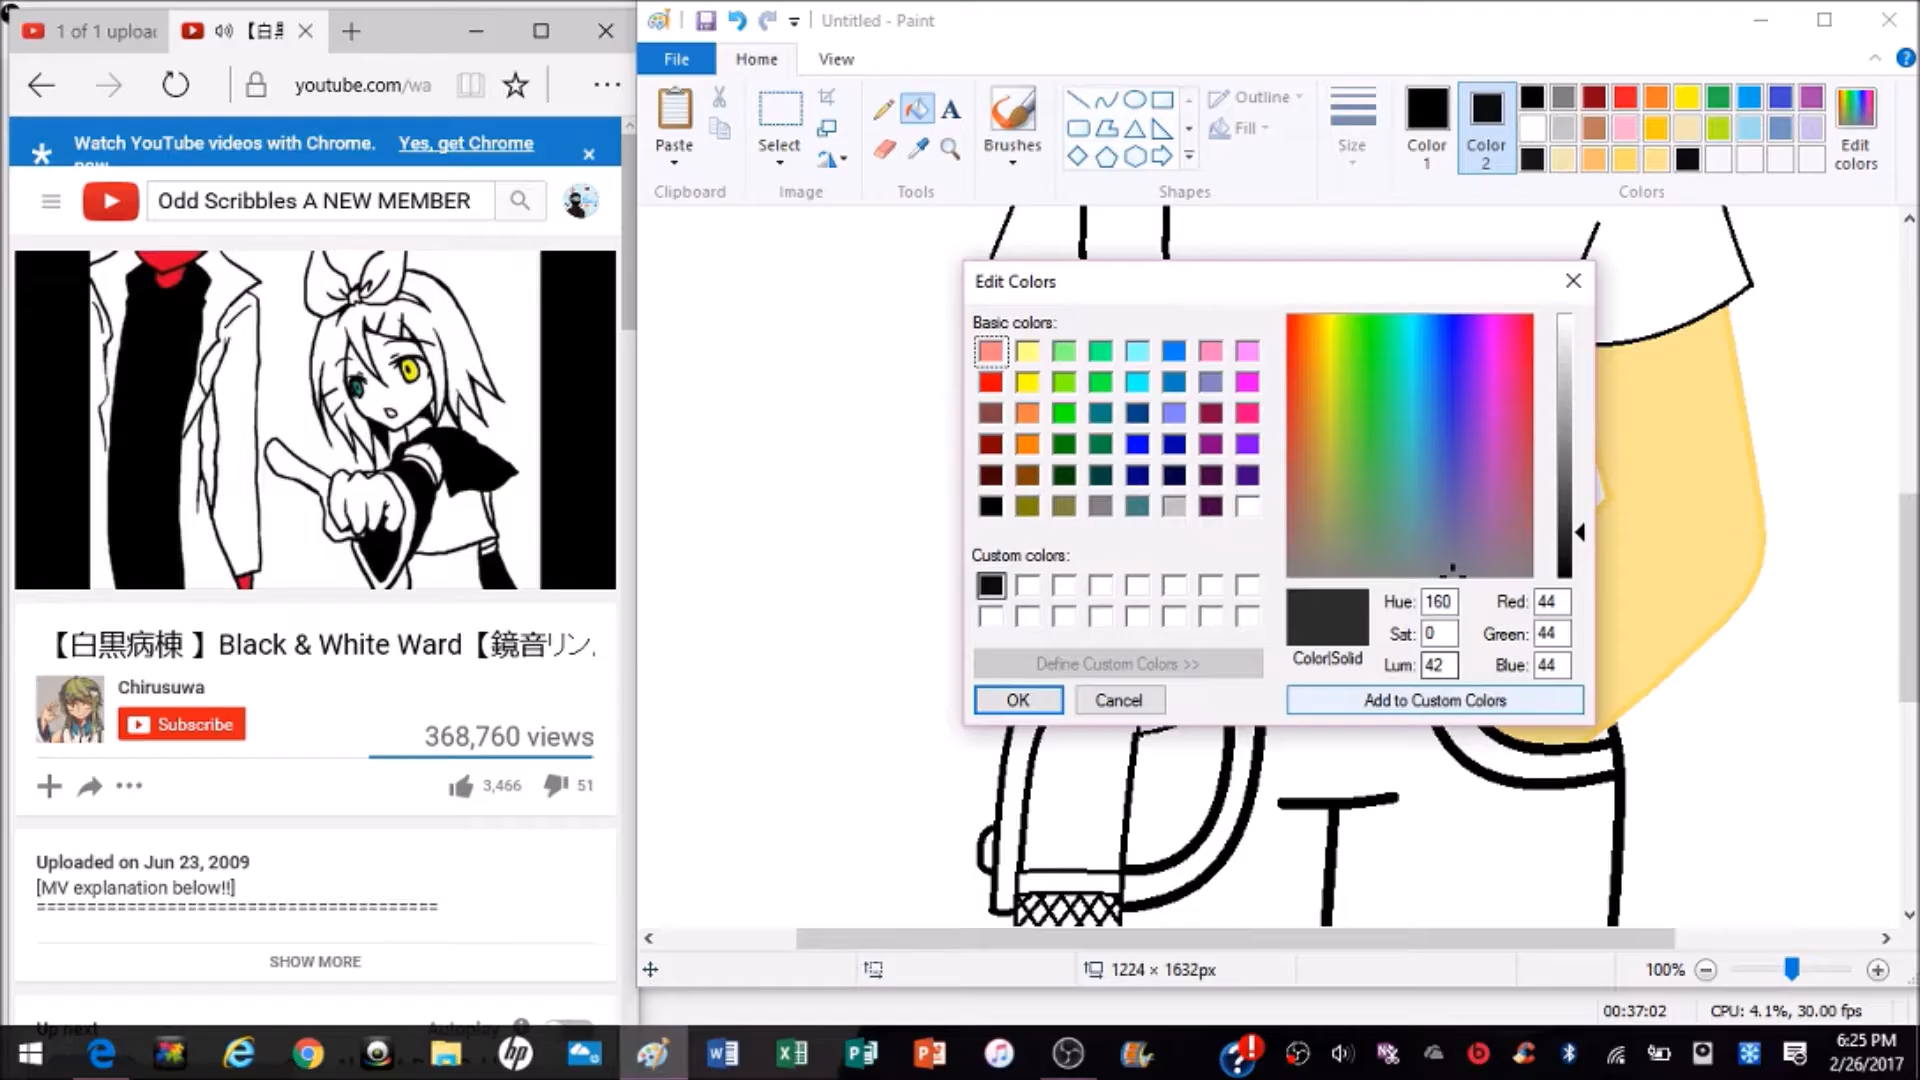 1 of 1 uploa
【白黒
youtube.com/wa
Watch YouTube videos with Chrome.
Yes, get Chrome
now.
Odd Scribbles A NEW MEMBER
【白黒病棟 】Black & White Ward【鏡音リン
Chirusuwa
Subscribe
368,760 views
3,466
51
Uploaded on Jun 23, 2009
[MV explanation below!!]
========================================
SHOW MORE
Up next
Autoplay
Untitled - Paint
File
Home
View
Paste
Select
Brushes
Outline
Fill
Size
Color
1
Color
2
Edit
colors
Clipboard
Image
Tools
Shapes
Colors
Edit Colors
Basic colors:
Custom colors:
Define Custom Colors >>
OK
Cancel
Color|Solid
Hue: 160
Sat: 0
Lum: 42
Red: 44
Green: 44
Blue: 44
Add to Custom Colors
1224 × 1632px
100%
00:37:02
CPU: 4.1%, 30.00 fps
6:25 PM
2/26/2017